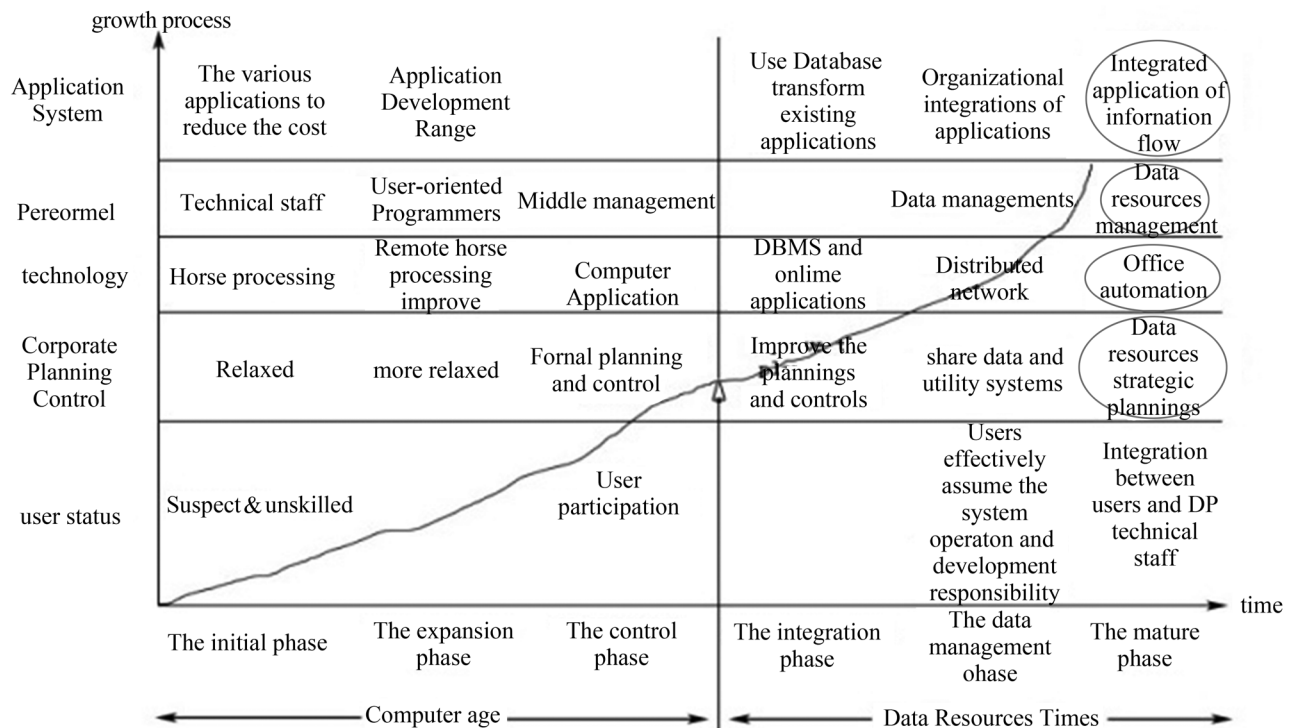 growth process
Application
System
The various
applications to
reduce the cost
Application
Development
Range
Use Database
transform
existing
applications
Organizational
integrations of
applications
Integrated
application of
infornation
flow
Pereormel
Technical staff
User-oriented
Programmers
Middle management
Data managements
Data
resources
management
technology
Horse processing
Remote horse
processing
improve
Computer
Application
DBMS and
onlime
applications
Distributed
network
Office
automation
Corporate
Planning
Control
Relaxed
more relaxed
Fornal planning
and control
Improve the
plannings
and controls
share data and
utility systems
Data
resources
strategic
plannings
user status
Suspect & unskilled
User
participation
Users
effectively
assume the
system
operaton and
development
responsibility
Integration
between
users and DP
technical
staff
time
The initial phase
The expansion
phase
The control
phase
The integration
phase
The data
management
ohase
The mature
phase
Computer age
Data Resources Times